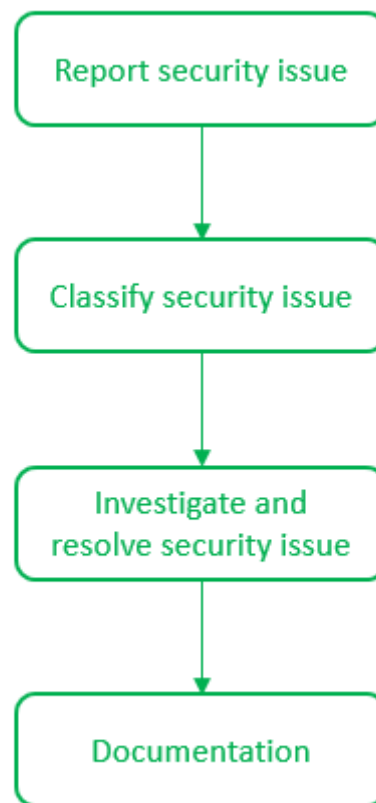 Report security issue
Classify security issue
Investigate and
resolve security issue
Documentation